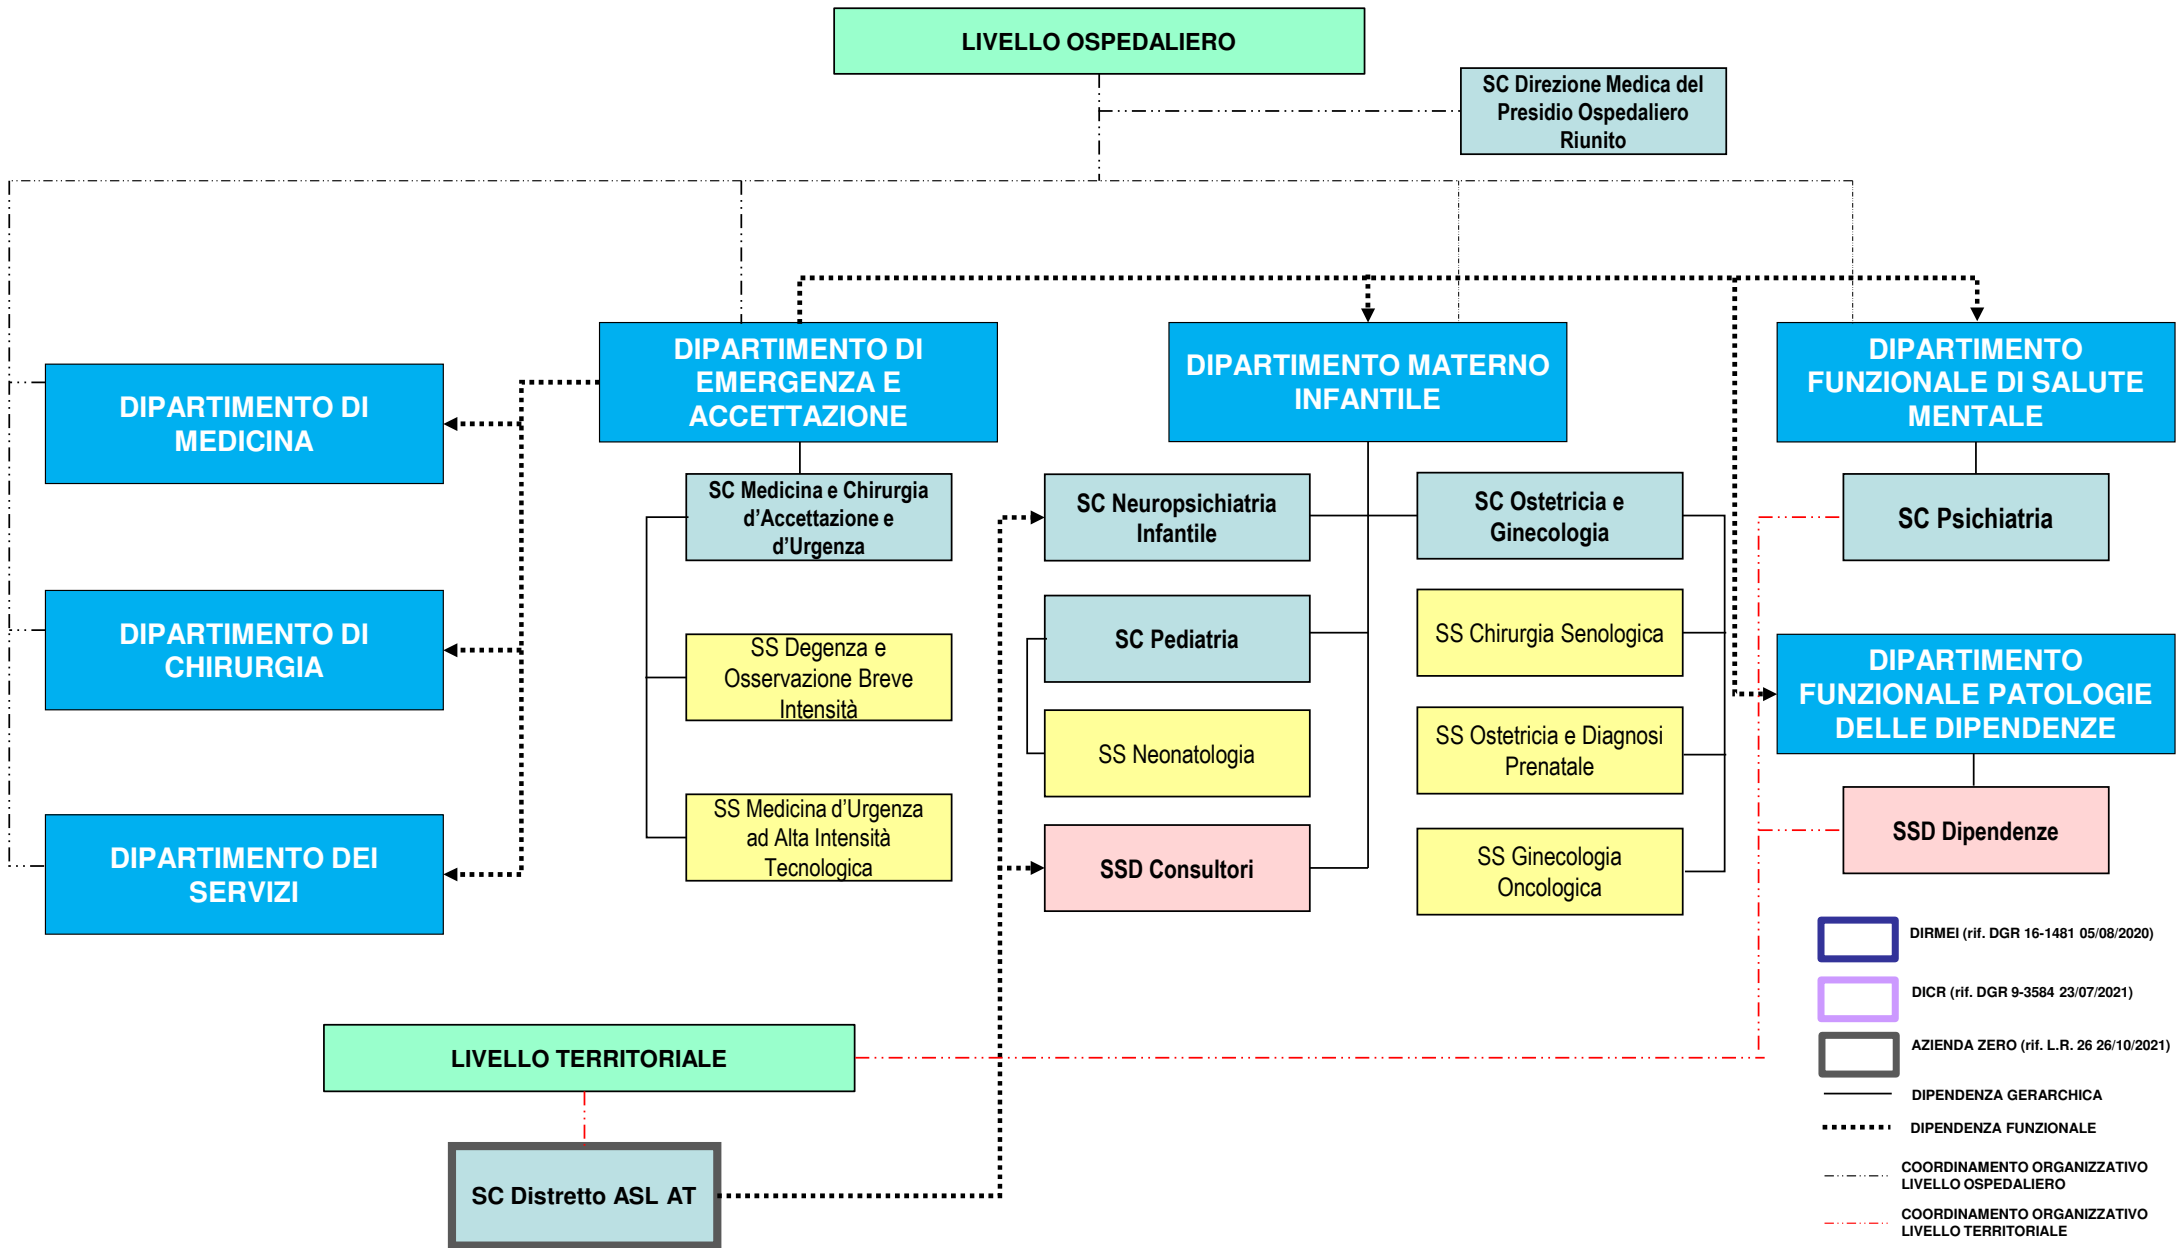 LIVELLO OSPEDALIERO
SC Direzione Medica del
Presidio Ospedaliero
Riunito
DIPARTIMENTO DI
MEDICINA
DIPARTIMENTO DI
EMERGENZA E
ACCETTAZIONE
DIPARTIMENTO MATERNO
INFANTILE
DIPARTIMENTO
FUNZIONALE DI SALUTE
MENTALE
SC Medicina e Chirurgia
d'Accettazione e
d'Urgenza
SC Neuropsichiatria
Infantile
SC Ostetricia e
Ginecologia
SC Psichiatria
DIPARTIMENTO DI
CHIRURGIA
SS Degenza e
Osservazione Breve
Intensità
SC Pediatria
SS Chirurgia Senologica
DIPARTIMENTO
FUNZIONALE PATOLOGIE
DELLE DIPENDENZE
SS Neonatologia
SS Ostetricia e Diagnosi
Prenatale
DIPARTIMENTO DEI
SERVIZI
SS Medicina d'Urgenza
ad Alta Intensità
Tecnologica
SSD Consultori
SS Ginecologia
Oncologica
SSD Dipendenze
LIVELLO TERRITORIALE
SC Distretto ASL AT
DIRMEI (rif. DGR 16-1481 05/08/2020)
DICR (rif. DGR 9-3584 23/07/2021)
AZIENDA ZERO (rif. L.R. 26 26/10/2021)
DIPENDENZA GERARCHICA
DIPENDENZA FUNZIONALE
COORDINAMENTO ORGANIZZATIVO
LIVELLO OSPEDALIERO
COORDINAMENTO ORGANIZZATIVO
LIVELLO TERRITORIALE